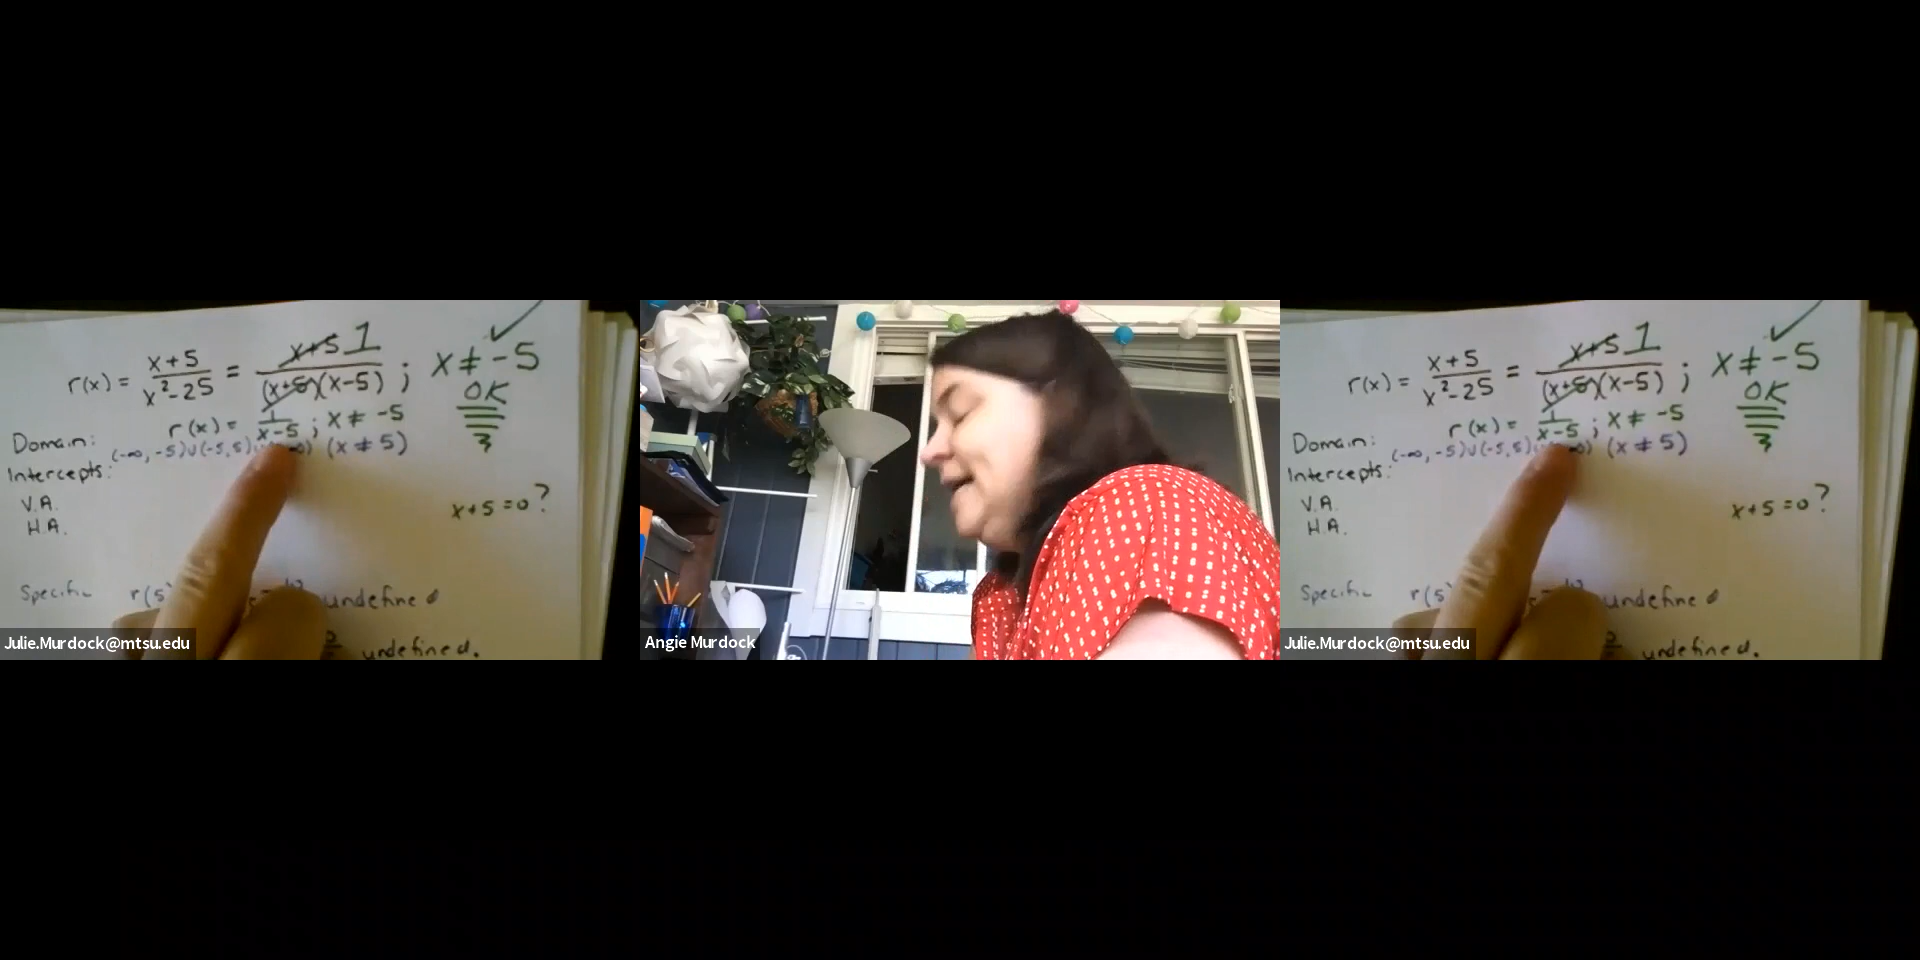 r(x) = x+5 / x²-25 = x+5 1 / (x+5)(x-5) ; x ≠ -5
OK
r(x) = 1 / x-5 ; x ≠ -5
3
Domain: (-∞, -5)∪(-5, 5) ∞) (x ≠ 5)
Intercepts:
V.A.
H.A.
x+5=0?
Specific r(5) undefined
undefined.
Julie.Murdock@mtsu.edu
Angie Murdock
r(x) = x+5 / x²-25 = x+5 1 / (x+5)(x-5) ; x ≠ -5
OK
r(x) = 1 / x-5 ; x ≠ -5
3
Domain: (-∞, -5)∪(-5, 5) ∞) (x ≠ 5)
Intercepts:
V.A.
H.A.
x+5=0?
Specific r(5) undefined
undefined.
Julie.Murdock@mtsu.edu